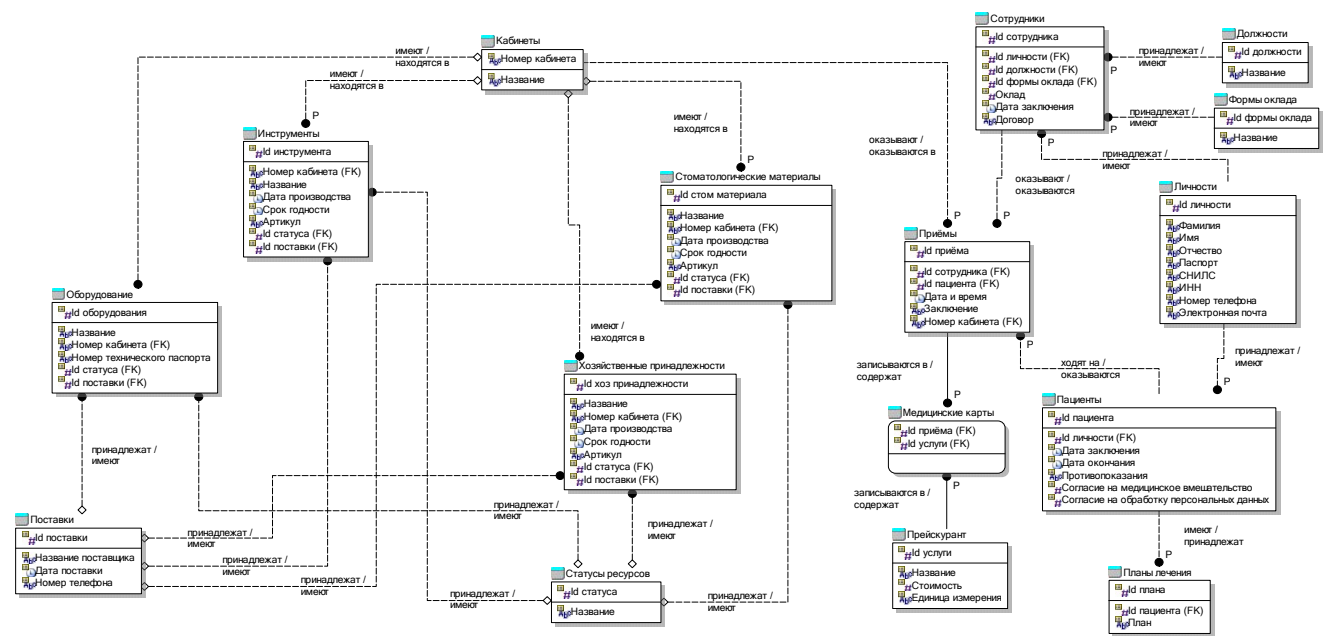 Кабинеты
Номер кабинета
Название
Сотрудники
Id сотрудника
Id личности (FK)
Id должности (FK)
Id формы оклада (FK)
Оклад
Дата заключения
Договор
Должности
Id должности
Название
Формы оклада
Id формы оклада
Название
имеют /
находятся в
имеют /
находятся в
принадлежат /
имеют
P
принадлежат /
имеют
P
P
Инструменты
Id инструмента
Номер кабинета (FK)
Название
Дата производства
Срок годности
Артикул
Id статуса (FK)
Id поставки (FK)
имеют /
находятся в
P
Стоматологические материалы
Id стом материала
Название
Номер кабинета (FK)
Дата производства
Срок годности
Артикул
Id статуса (FK)
Id поставки (FK)
оказывают /
оказываются в
P
оказывают /
оказываются
P
принадлежат /
имеют
P
Личности
Id личности
Фамилия
Имя
Отчество
Паспорт
СНИЛС
ИНН
Номер телефона
Электронная почта
Приёмы
Id приёма
Id сотрудника (FK)
Id пациента (FK)
Дата и время
Заключение
Номер кабинета (FK)
Оборудование
Id оборудования
Название
Номер кабинета (FK)
Номер технического паспорта
Id статуса (FK)
Id поставки (FK)
имеют /
находятся в
Хозяйственные принадлежности
Id хоз принадлежности
Название
Номер кабинета (FK)
Дата производства
Срок годности
Артикул
Id статуса (FK)
Id поставки (FK)
записываются в /
содержат
P
ходят на /
оказываются
P
принадлежат /
имеют
P
Медицинские карты
Id приёма (FK)
Id услуги (FK)
Пациенты
Id пациента
Id личности (FK)
Дата заключения
Дата окончания
Противопоказания
Согласие на медицинское вмешательство
Согласие на обработку персональных данных
принадлежат /
имеют
записываются в /
содержат
P
Поставки
Id поставки
Название поставщика
Дата поставки
Номер телефона
принадлежат /
имеют
принадлежат /
имеют
принадлежат /
имеют
принадлежат /
имеют
принадлежат /
имеют
принадлежат /
имеют
принадлежат /
имеют
Статусы ресурсов
Id статуса
Название
Прейскурант
Id услуги
Название
Стоимость
Единица измерения
имеют /
принадлежат
P
Планы лечения
Id плана
Id пациента (FK)
План